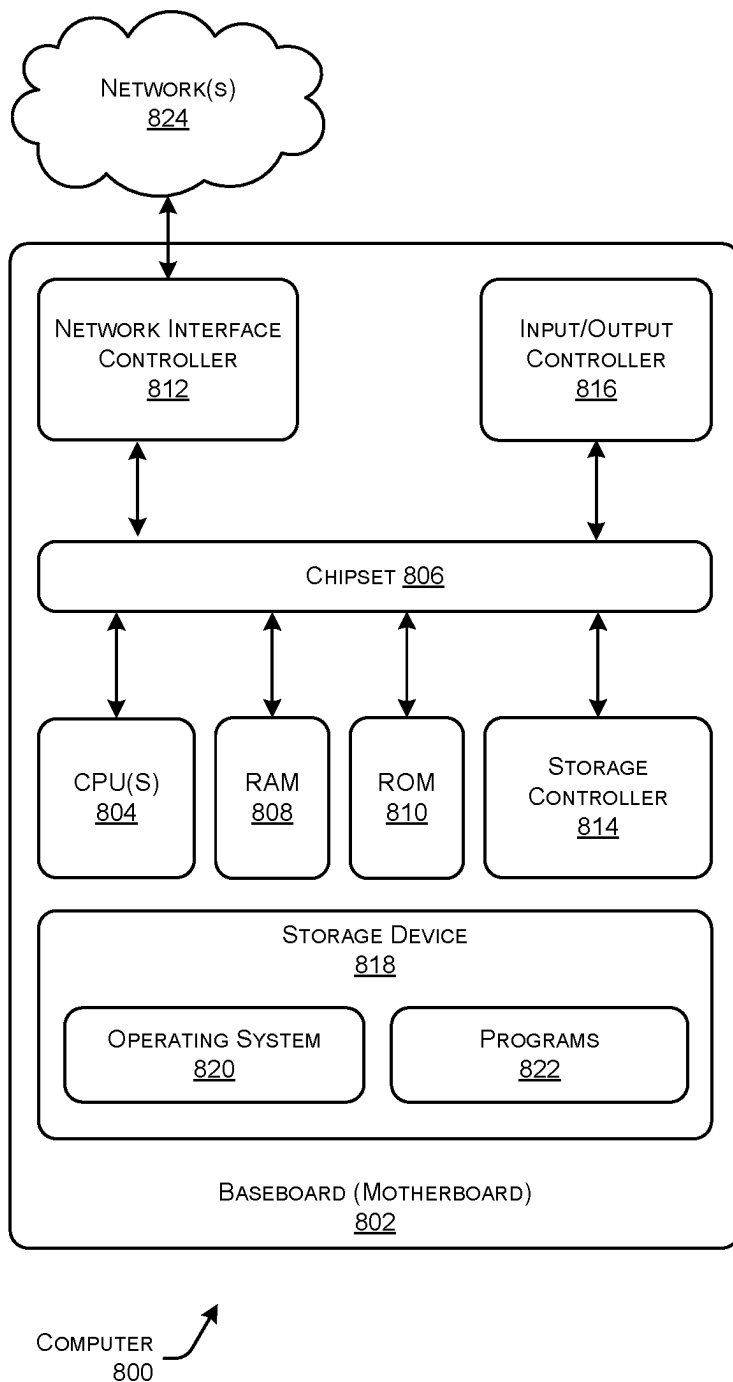 NETWORK(S)
824
NETWORK INTERFACE
CONTROLLER
812
INPUT/OUTPUT
CONTROLLER
816
CHIPSET 806
CPU(S)
804
RAM
808
ROM
810
STORAGE
CONTROLLER
814
STORAGE DEVICE
818
OPERATING SYSTEM
820
PROGRAMS
822
BASEBOARD (MOTHERBOARD)
802
COMPUTER
800